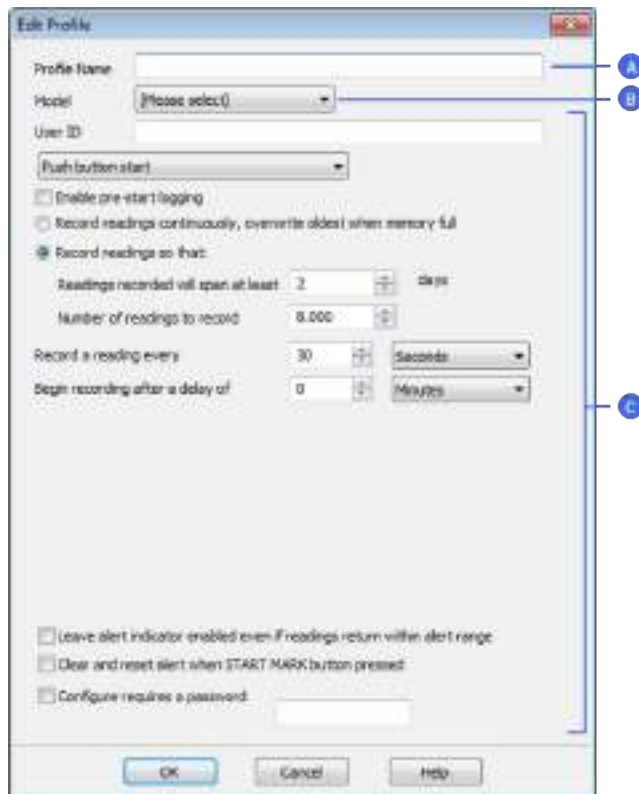 Edit Profile
Profile Name
A
Model
(Please select)
B
User ID
Push button start
Enable pre-start logging
Record readings continuously, overwrite oldest when memory full
Record readings so that:
Readings recorded will span at least 2 days
Number of readings to record 8.000
Record a reading every 30 Seconds
Begin recording after a delay of 0 Minutes
C
Leave alert indicator enabled even if readings return within alert range
Clear and reset alert when START MARK button pressed
Configure requires a password
OK Cancel Help